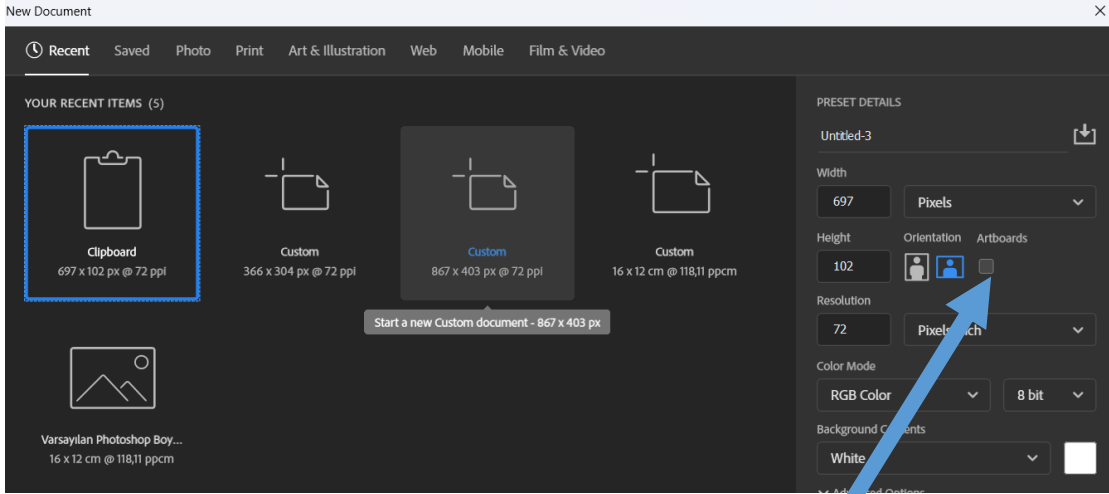 New Document
Recent Saved Photo Print Art & Illustration Web Mobile Film & Video
YOUR RECENT ITEMS (5)
Clipboard
697 x 102 px @ 72 ppi
Custom
366 x 304 px @ 72 ppi
Custom
867 x 403 px @ 72 ppi
Custom
16 x 12 cm @ 118,11 ppcm
Start a new Custom document - 867 x 403 px
Varsayılan Photoshop Boy...
16 x 12 cm @ 118,11 ppcm
PRESET DETAILS
Untitled-3
Width
697 Pixels
Height Orientation Artboards
102
Resolution
72
Color Mode
RGB Color 8 bit
Background
White
Options